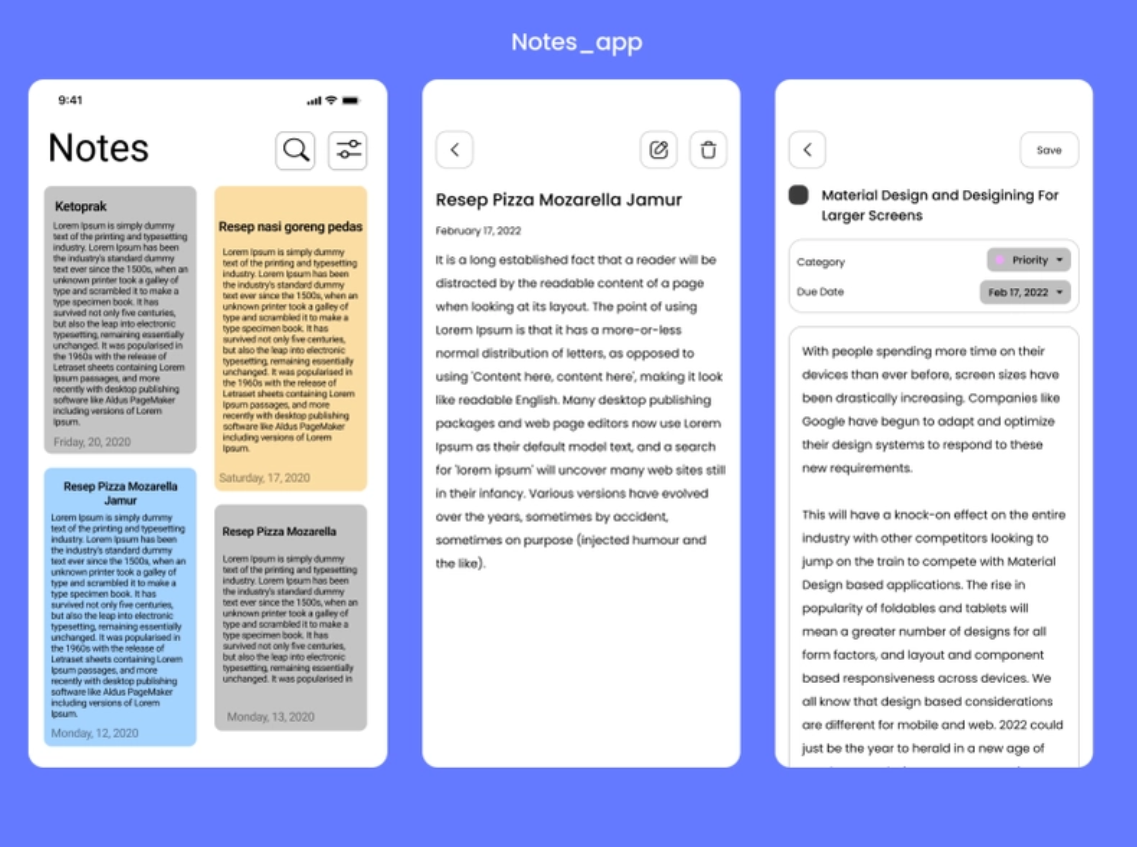 Notes_app
9:41
Notes
Ketoprak
Lorem Ipsum is simply dummy
text of the printing and typesetting
industry. Lorem Ipsum has been
the industry's standard dummy
text ever since the 1500s, when an
unknown printer took a galley of
type and scrambled it to make a
type specimen book. It has
survived not only five centuries,
but also the leap into electronic
typesetting, remaining essentially
unchanged. It was popularised in
the 1960s with the release of
Letraset sheets containing Lorem
Ipsum passages, and more
recently with desktop publishing
software like Aldus PageMaker
including versions of Lorem
Ipsum.
Friday, 20, 2020
Resep Pizza Mozarella
Jamur
Lorem Ipsum is simply dummy
text of the printing and typesetting
industry. Lorem Ipsum has been
the industry's standard dummy
text ever since the 1500s, when an
unknown printer took a galley of
type and scrambled it to make a
type specimen book. It has
survived not only five centuries,
but also the leap into electronic
typesetting, remaining essentially
unchanged. It was popularised in
the 1960s with the release of
Letraset sheets containing Lorem
Ipsum passages, and more
recently with desktop publishing
software like Aldus PageMaker
including versions of Lorem
Ipsum.
Monday, 12, 2020
Resep nasi goreng pedas
Lorem Ipsum is simply dummy
text of the printing and typesetting
industry. Lorem Ipsum has been
the industry's standard dummy
text ever since the 1500s, when an
unknown printer took a galley of
type and scrambled it to make a
type specimen book. It has
survived not only five centuries,
but also the leap into electronic
typesetting, remaining essentially
unchanged. It was popularised in
the 1960s with the release of
Letraset sheets containing Lorem
Ipsum passages, and more
recently with desktop publishing
software like Aldus PageMaker
including versions of Lorem
Ipsum.
Saturday, 17, 2020
Resep Pizza Mozarella
Lorem Ipsum is simply dummy
text of the printing and typesetting
industry. Lorem Ipsum has been
the industry's standard dummy
text ever since the 1500s, when an
unknown printer took a galley of
type and scrambled it to make a
type specimen book. It has
survived not only five centuries,
but also the leap into electronic
typesetting, remaining essentially
unchanged. It was popularised in
Monday, 13, 2020
Resep Pizza Mozarella Jamur
February 17, 2022
It is a long established fact that a reader will be
distracted by the readable content of a page
when looking at its layout. The point of using
Lorem Ipsum is that it has a more-or-less
normal distribution of letters, as opposed to
using 'Content here, content here', making it look
like readable English. Many desktop publishing
packages and web page editors now use Lorem
Ipsum as their default model text, and a search
for 'lorem ipsum' will uncover many web sites still
in their infancy. Various versions have evolved
over the years, sometimes by accident,
sometimes on purpose (injected humour and
the like).
Save
Material Design and Desigining For
Larger Screens
Category
Priority
Due Date
Feb 17, 2022
With people spending more time on their
devices than ever before, screen sizes have
been drastically increasing. Companies like
Google have begun to adapt and optimize
their design systems to respond to these
new requirements.
This will have a knock-on effect on the entire
industry with other competitors looking to
jump on the train to compete with Material
Design based applications. The rise in
popularity of foldables and tablets will
mean a greater number of designs for all
form factors, and layout and component
based responsiveness across devices. We
all know that design based considerations
are different for mobile and web. 2022 could
just be the year to herald in a new age of